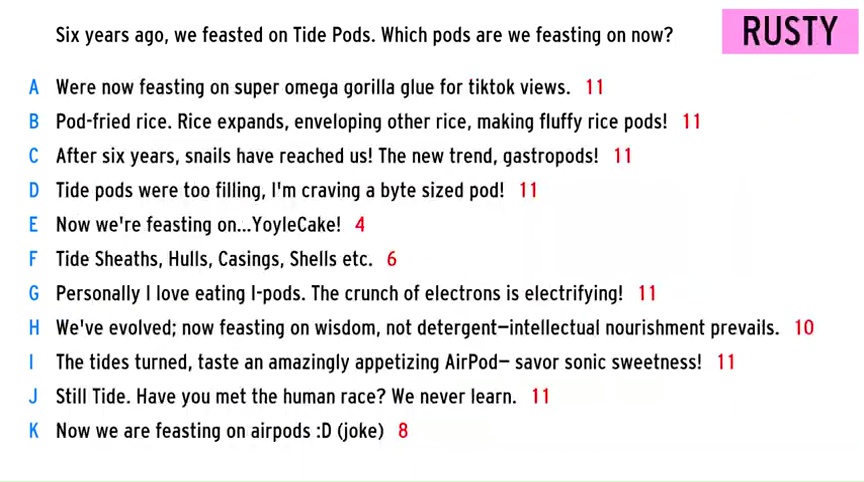 RUSTY
Six years ago, we feasted on Tide Pods. Which pods are we feasting on now?
A Were now feasting on super omega gorilla glue for tiktok views. 11
B Pod-fried rice. Rice expands, enveloping other rice, making fluffy rice pods! 11
C After six years, snails have reached us! The new trend, gastropods! 11
D Tide pods were too filling, I'm craving a byte sized pod! 11
E Now we're feasting on...YoyleCake! 4
F Tide Sheaths, Hulls, Casings, Shells etc. 6
G Personally I love eating I-pods. The crunch of electrons is electrifying! 11
H We've evolved; now feasting on wisdom, not detergent—intellectual nourishment prevails. 10
I The tides turned, taste an amazingly appetizing AirPod— savor sonic sweetness! 11
J Still Tide. Have you met the human race? We never learn. 11
K Now we are feasting on airpods :D (joke) 8